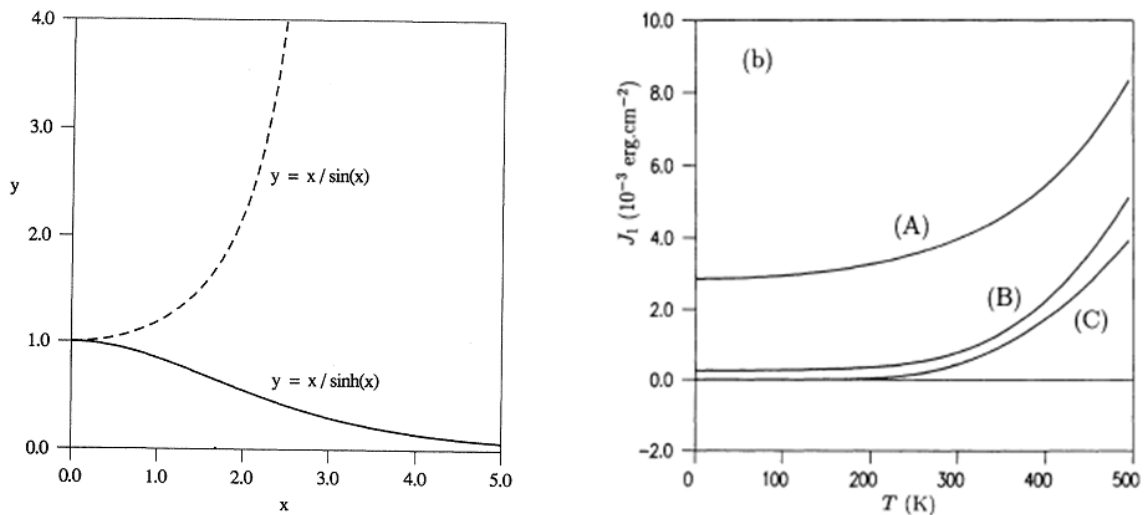 4.0
3.0
y = x / sin(x)
y
2.0
1.0
y = x / sinh(x)
0.0
0.0 1.0 2.0 3.0 4.0 5.0
x
10.0
(b)
8.0
J₁ (10⁻³ erg.cm⁻²)
6.0
(A)
4.0
(B)
2.0
(C)
0.0
-2.0
0 100 200 300 400 500
T (K)